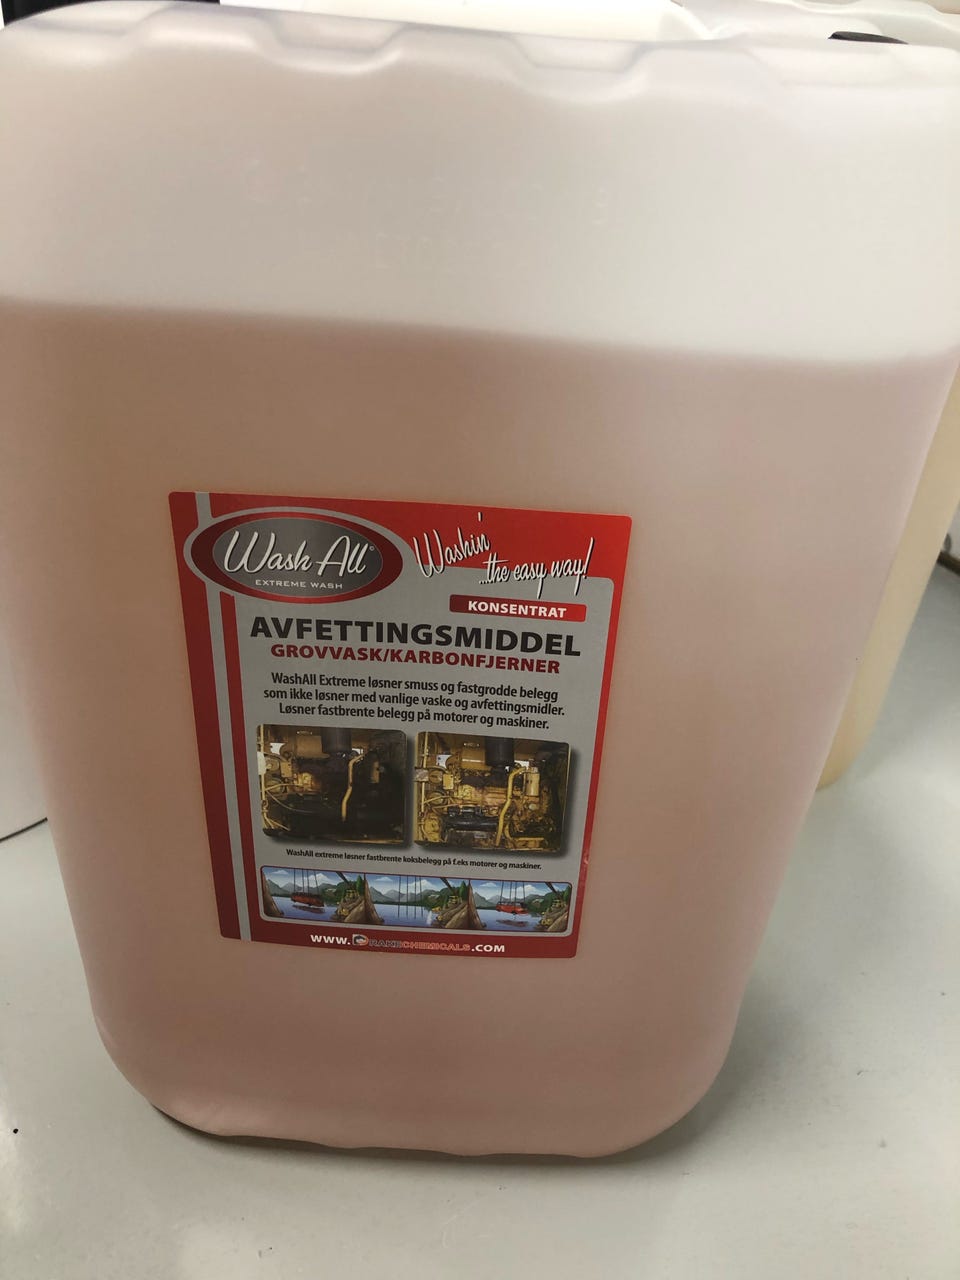 Wash All
EXTREME WASH
Washin'
...the easy way!
KONSENTRAT
AVFETTINGSMIDDEL
GROVVASK/KARBONFJERNER
WashAll Extreme løsner smuss og fastgrodde belegg
som ikke løsner med vanlige vaske og avfettingsmidler.
Løsner fastbrente belegg på motorer og maskiner.
WashAll extreme løsner fastbrente koksbelegg på f.eks motorer og maskiner.
WWW.DRAKECHEMICALS.COM